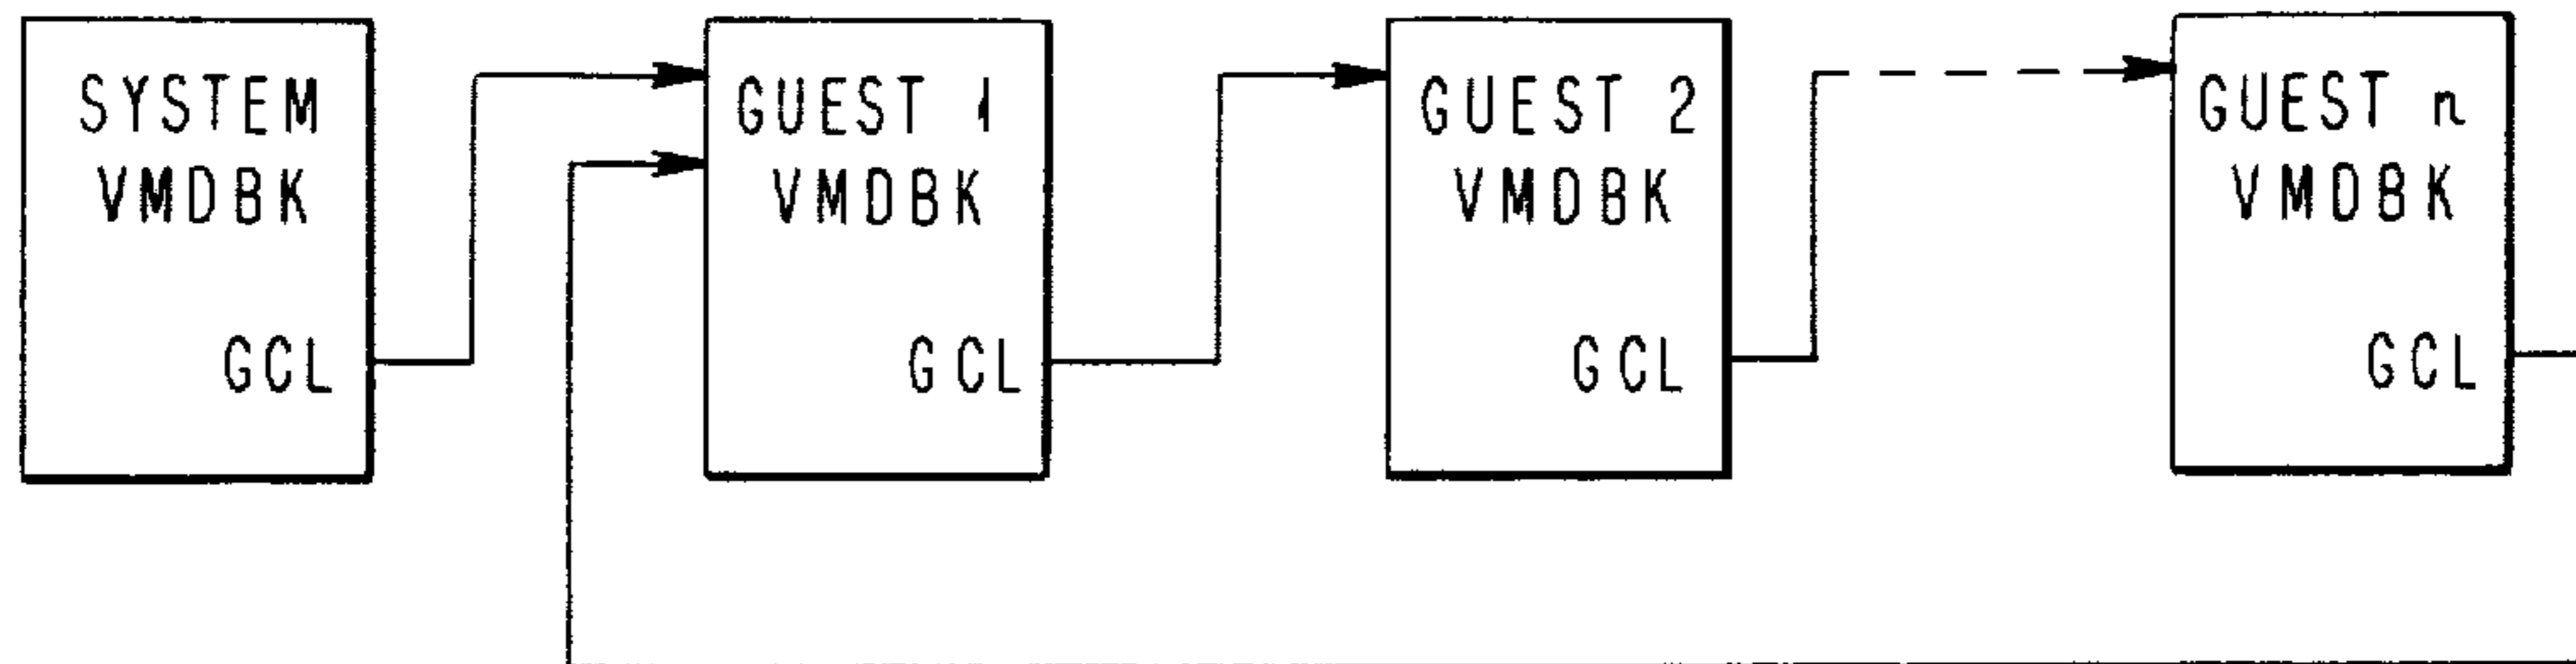 SYSTEM
VMDBK
GCL
GUEST 1
VMDBK
GCL
GUEST 2
VMDBK
GCL
GUEST n
VMDBK
GCL